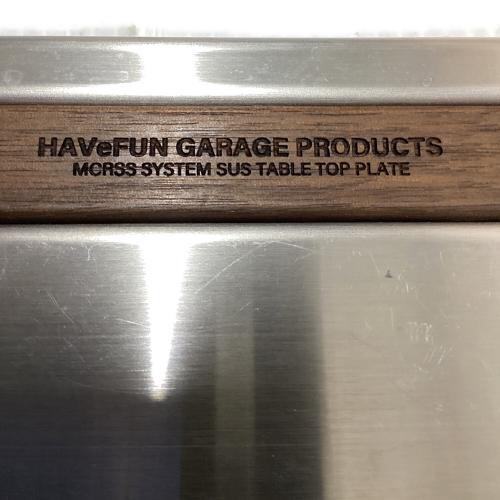 HAVeFUN GARAGE PRODUCTS
MCRSS SYSTEM SUS TABLE TOP PLATE